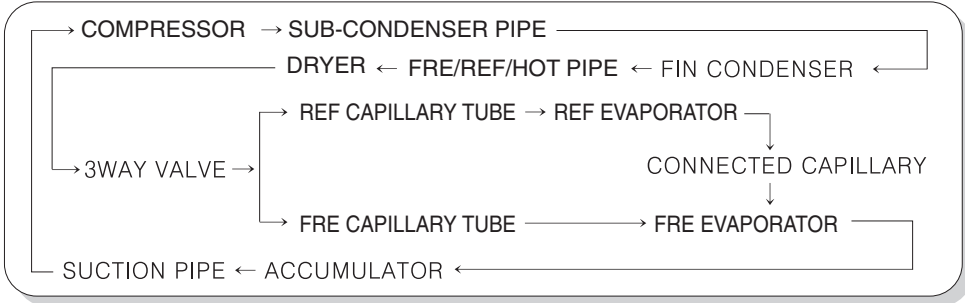 COMPRESSOR → SUB-CONDENSER PIPE
DRYER ← FRE/REF/HOT PIPE ← FIN CONDENSER ←
→ REF CAPILLARY TUBE → REF EVAPORATOR
→ 3WAY VALVE → CONNECTED CAPILLARY
→ FRE CAPILLARY TUBE → FRE EVAPORATOR
SUCTION PIPE ← ACCUMULATOR ←